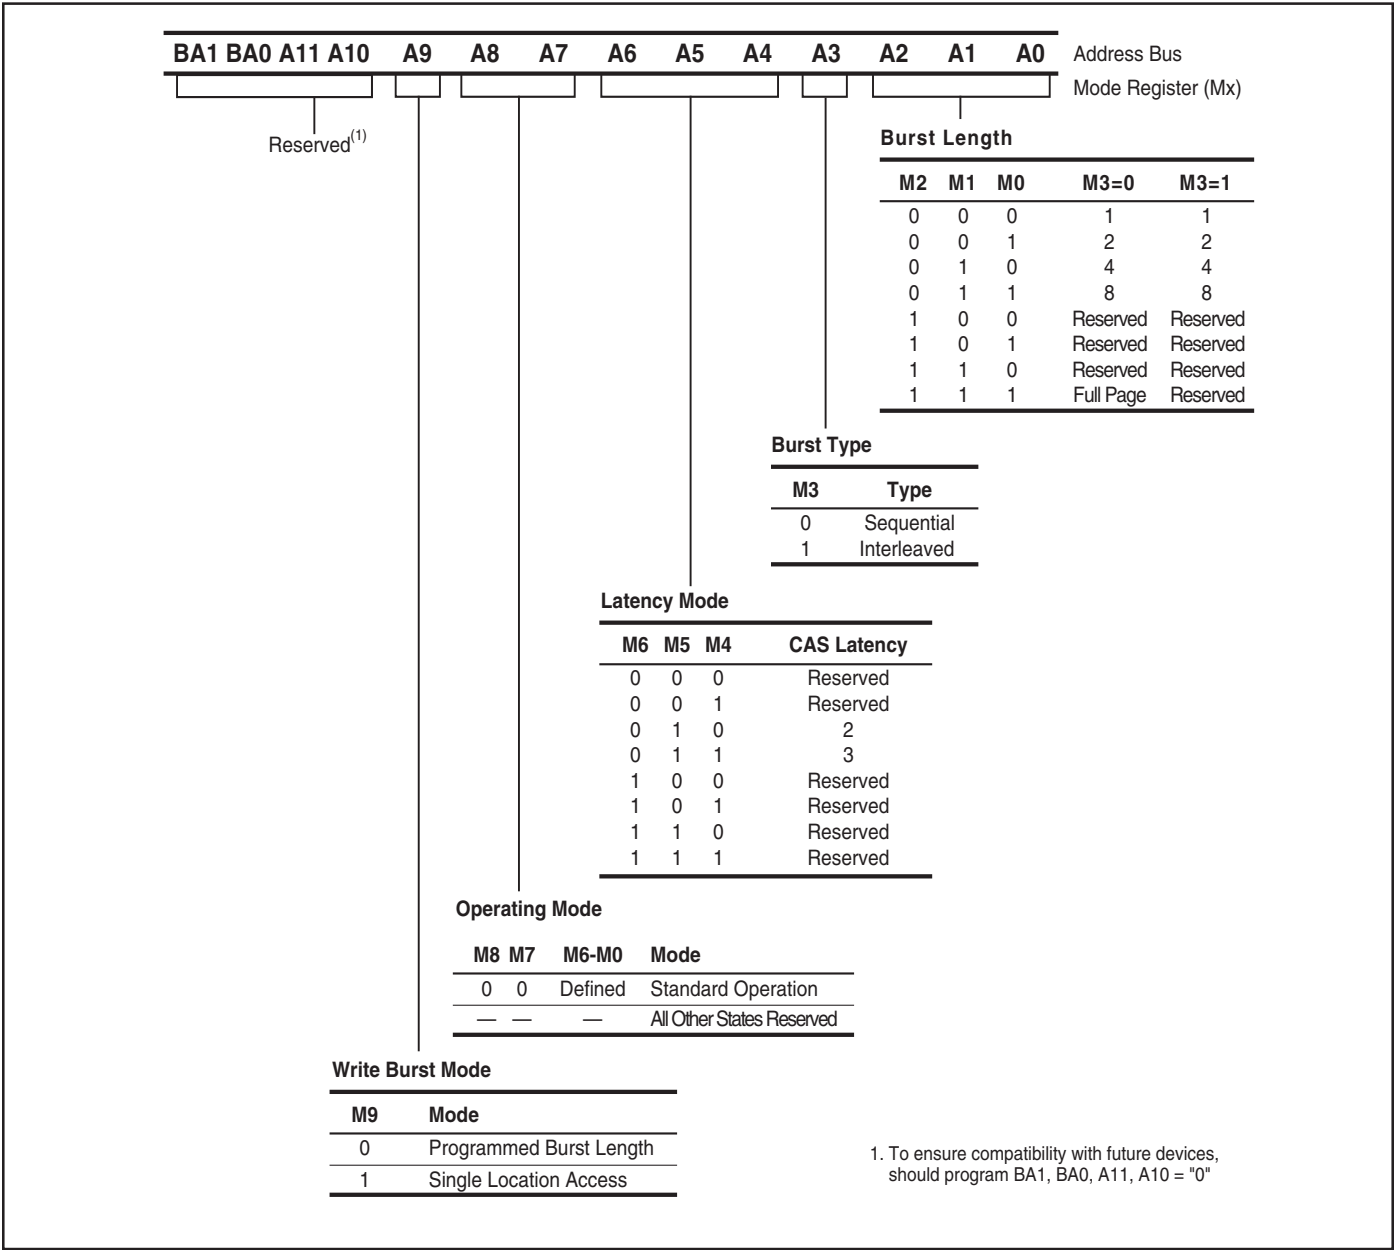 BA1 BA0 A11 A10 A9 A8 A7 A6 A5 A4 A3 A2 A1 A0 Address Bus
Mode Register (Mx)
Reserved(1)
Burst Length
M2 M1 M0 M3=0 M3=1
0 0 0 1 1
0 0 1 2 2
0 1 0 4 4
0 1 1 8 8
1 0 0 Reserved Reserved
1 0 1 Reserved Reserved
1 1 0 Reserved Reserved
1 1 1 Full Page Reserved
Burst Type
M3 Type
0 Sequential
1 Interleaved
Latency Mode
M6 M5 M4 CAS Latency
0 0 0 Reserved
0 0 1 Reserved
0 1 0 2
0 1 1 3
1 0 0 Reserved
1 0 1 Reserved
1 1 0 Reserved
1 1 1 Reserved
Operating Mode
M8 M7 M6-M0 Mode
0 0 Defined Standard Operation
— — — All Other States Reserved
Write Burst Mode
M9 Mode
0 Programmed Burst Length
1 Single Location Access
1. To ensure compatibility with future devices,
should program BA1, BA0, A11, A10 = "0"